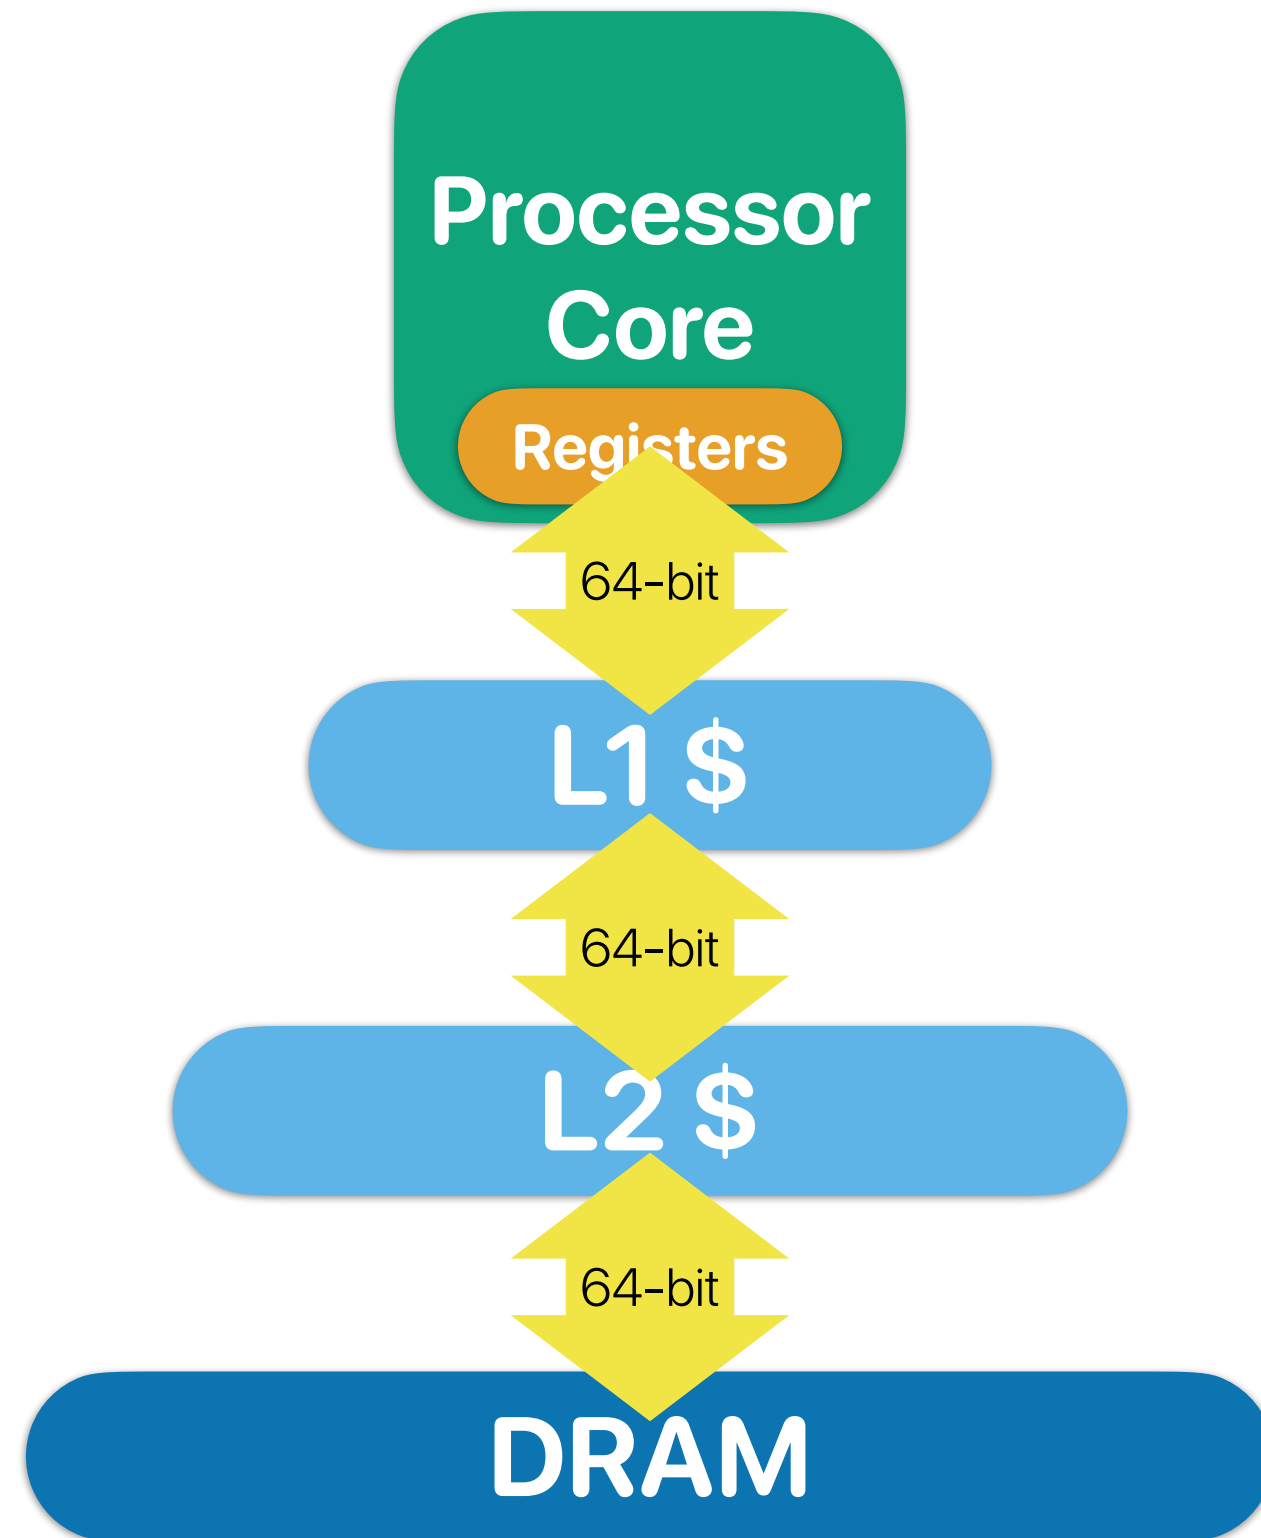 Processor
Core
Registers
64-bit
L1 $
64-bit
L2 $
64-bit
DRAM